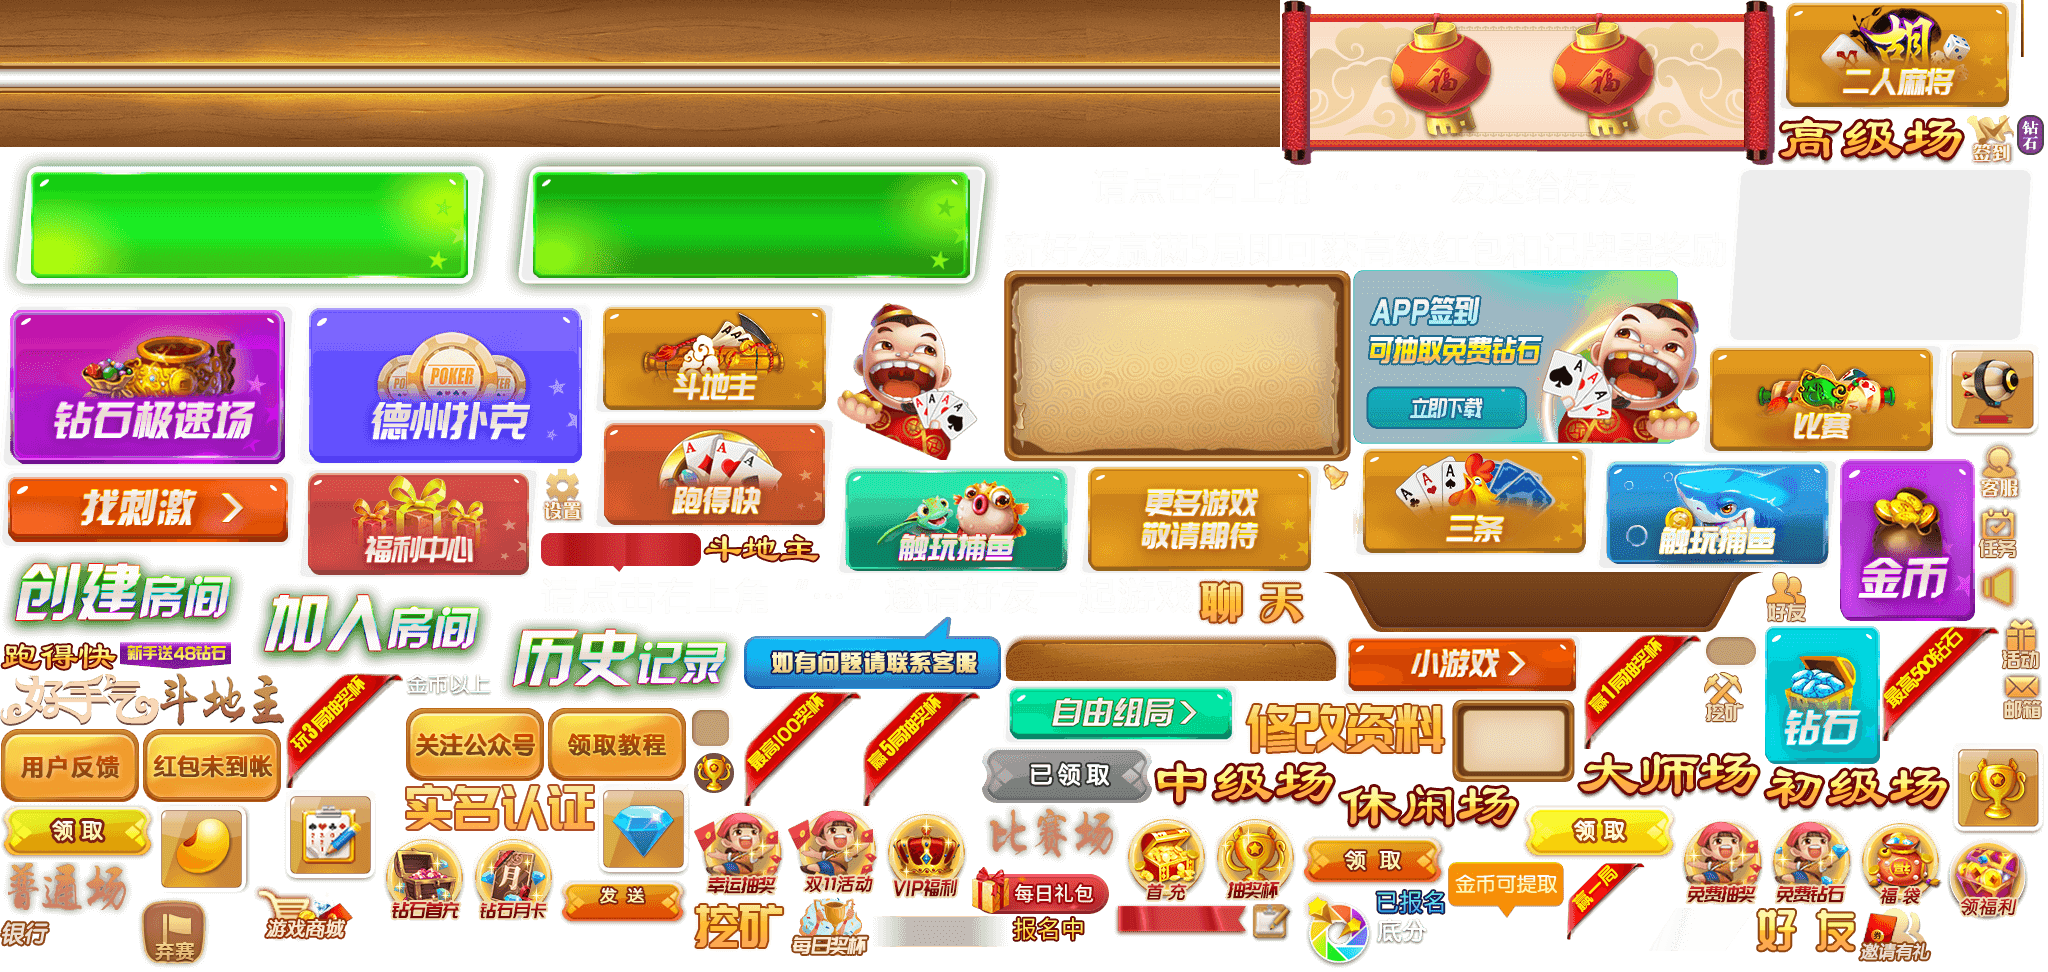 福
福
胡
二人麻将
高级场
签到
钻石
APP签到
可抽取免费钻石
立即下载
钻石极速场
POKER
德州扑克
斗地主
跑得快
比赛
找刺激
福利中心
设置
斗地主
触玩捕鱼
更多游戏
敬请期待
三条
触玩捕鱼
金币
客服
任务
创建房间
加入房间
历史记录
聊天
好友
跑得快
新手送48钻石
如有问题请联系客服
小游戏
赢1局抽奖杯
挖矿
钻石
最高500钻石
活动
邮箱
好手气斗地主
玩3局抽奖杯
金币以上
关注公众号
领取教程
最高100奖杯
赢5局抽奖杯
自由组局
修改资料
用户反馈
红包未到帐
已领取
中级场
休闲场
大师场
初级场
实名认证
领取
比赛场
领取
领取
普通场
钻石首充
钻石月卡
幸运抽奖
双11活动
VIP福利
每日礼包
首充
抽奖杯
免费抽奖
免费钻石
福袋
领福利
金币可提取
赢一局
发送
银行
弃赛
游戏商城
挖矿
每日奖杯
报名中
已报名
底分
好友
邀请有礼